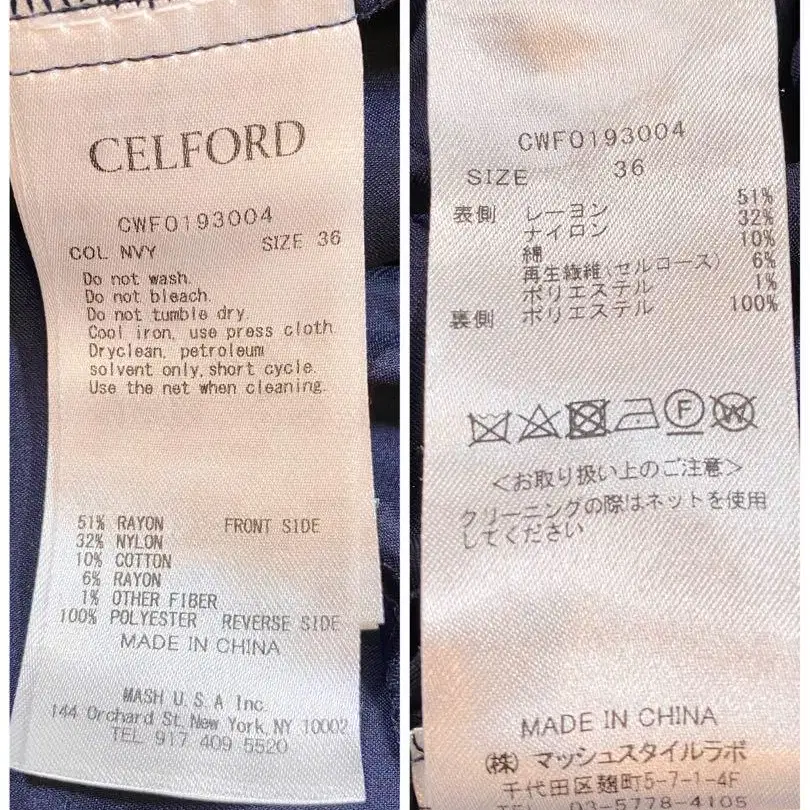 CELFORD
CWF0193004
COL NVY SIZE 36
Do not wash.
Do not bleach.
Do not tumble dry.
Cool iron, use press cloth
Dryclean, petroleum
solvent only, short cycle.
Use the net when cleaning.
51% RAYON FRONT SIDE
32% NYLON
10% COTTON
6% RAYON
1% OTHER FIBER
100% POLYESTER REVERSE SIDE
MADE IN CHINA
MASH U.S.A Inc.
144 Orchard St. New York, NY 10002
TEL 917 409 5520
CWF0193004
SIZE 36
表側 レーヨン 51%
ナイロン 32%
綿 10%
再生繊維(セルロース) 6%
ポリエステル 1%
裏側 ポリエステル 100%
F W
<お取り扱い上のご注意>
クリーニングの際はネットを使用
してください
MADE IN CHINA
(株) マッシュスタイルラボ
千代田区麹町5-7-1-4F
TEL 03-5778-4105